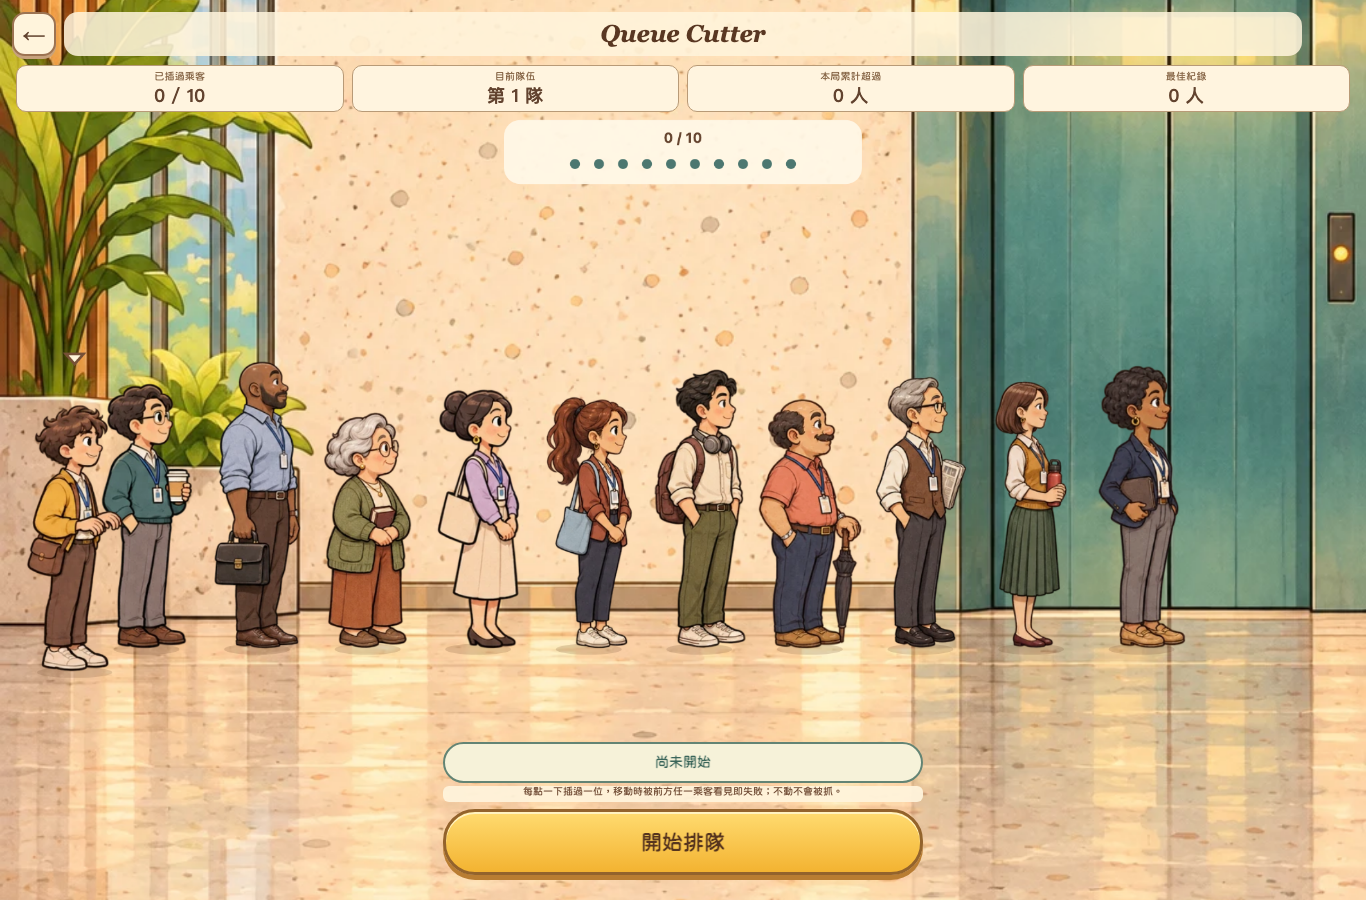 ←
Queue Cutter
已插過乘客
0 / 10
目前隊伍
第 1 隊
本局累計超過
0 人
最佳紀錄
0 人
0 / 10
尚未開始
每點一下插過一位，移動時被前方任一乘客看見即失敗；不動不會被抓。
開始排隊